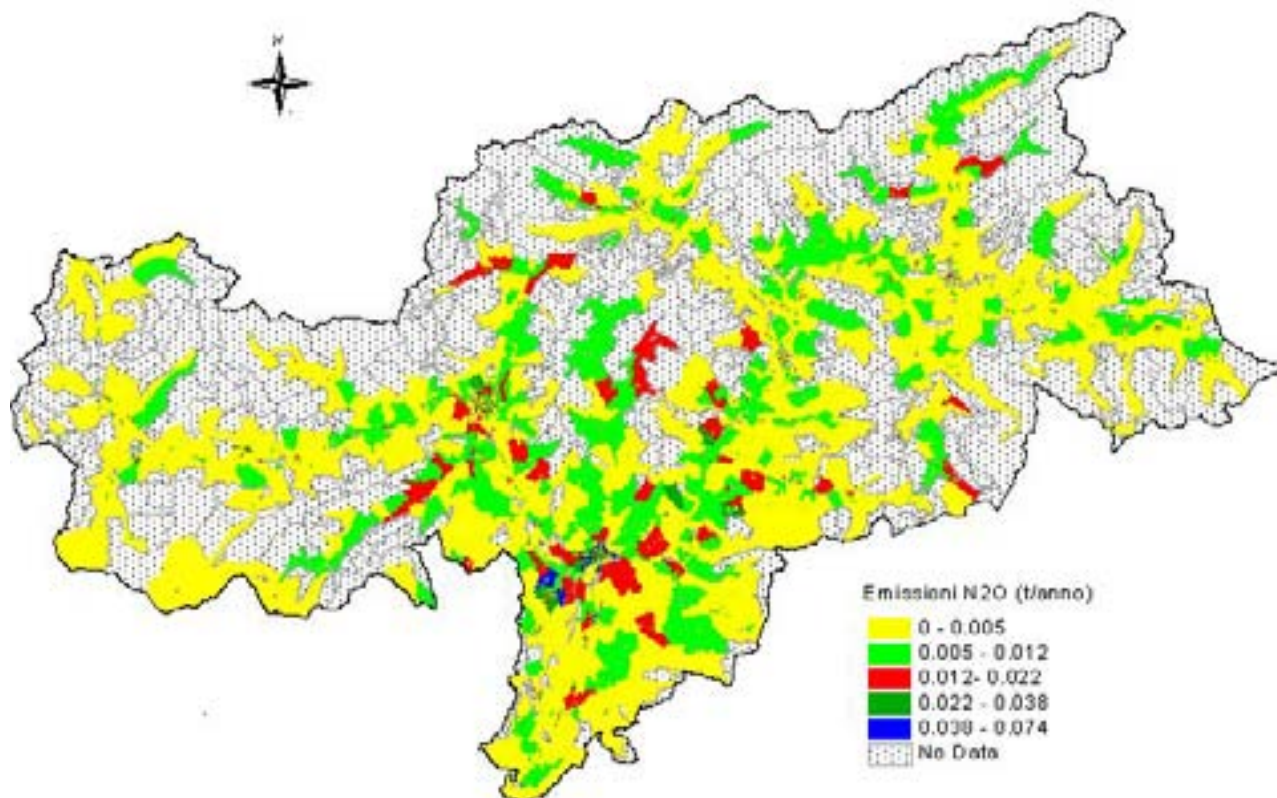 N
Emissioni N2O (t/anno)
0 - 0.005
0.005 - 0.012
0.012- 0.022
0.022 - 0.038
0.038 - 0.074
No Data